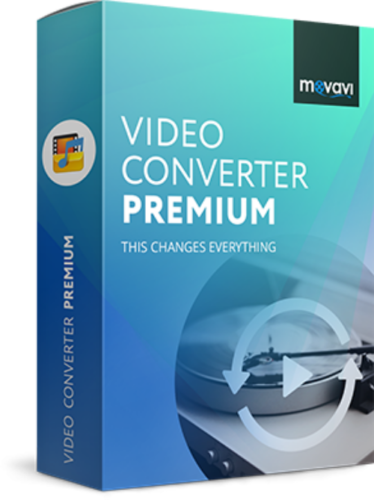 movavi
VIDEO
CONVERTER
PREMIUM
THIS CHANGES EVERYTHING
VIDEO CONVERTER PREMIUM